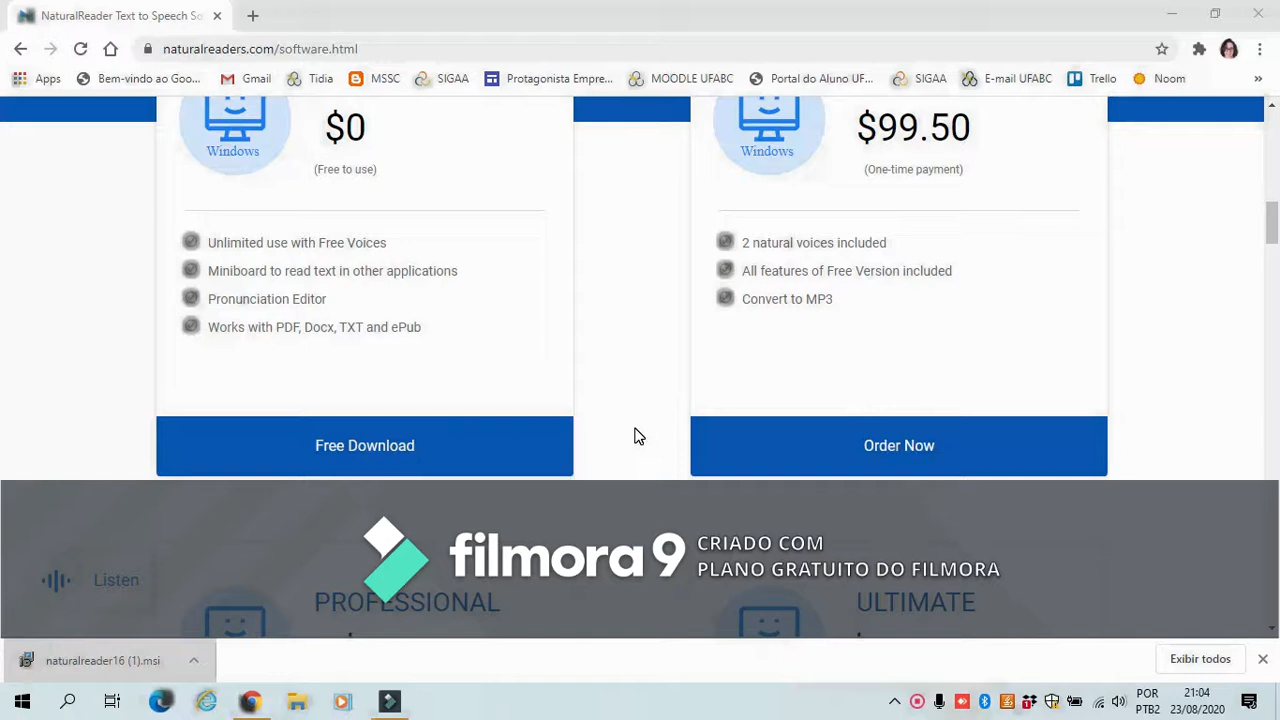 NaturalReader Text to Speech So
naturalreaders.com/software.html
Apps
Bem-vindo ao Goo...
Gmail
Tidia
MSSC
SIGAA
Protagonista Empre...
MOODLE UFABC
Portal do Aluno UF...
SIGAA
E-mail UFABC
Trello
Noom
»
$0
$99.50
Windows
Windows
(Free to use)
(One-time payment)
Unlimited use with Free Voices
2 natural voices included
Miniboard to read text in other applications
All features of Free Version included
Pronunciation Editor
Convert to MP3
Works with PDF, Docx, TXT and ePub
Free Download
Order Now
filmora 9
CRIADO COM
PLANO GRATUITO DO FILMORA
Listen
PROFESSIONAL
ULTIMATE
naturalreader16 (1).msi
Exibir todos
POR
PTB2
21:04
23/08/2020